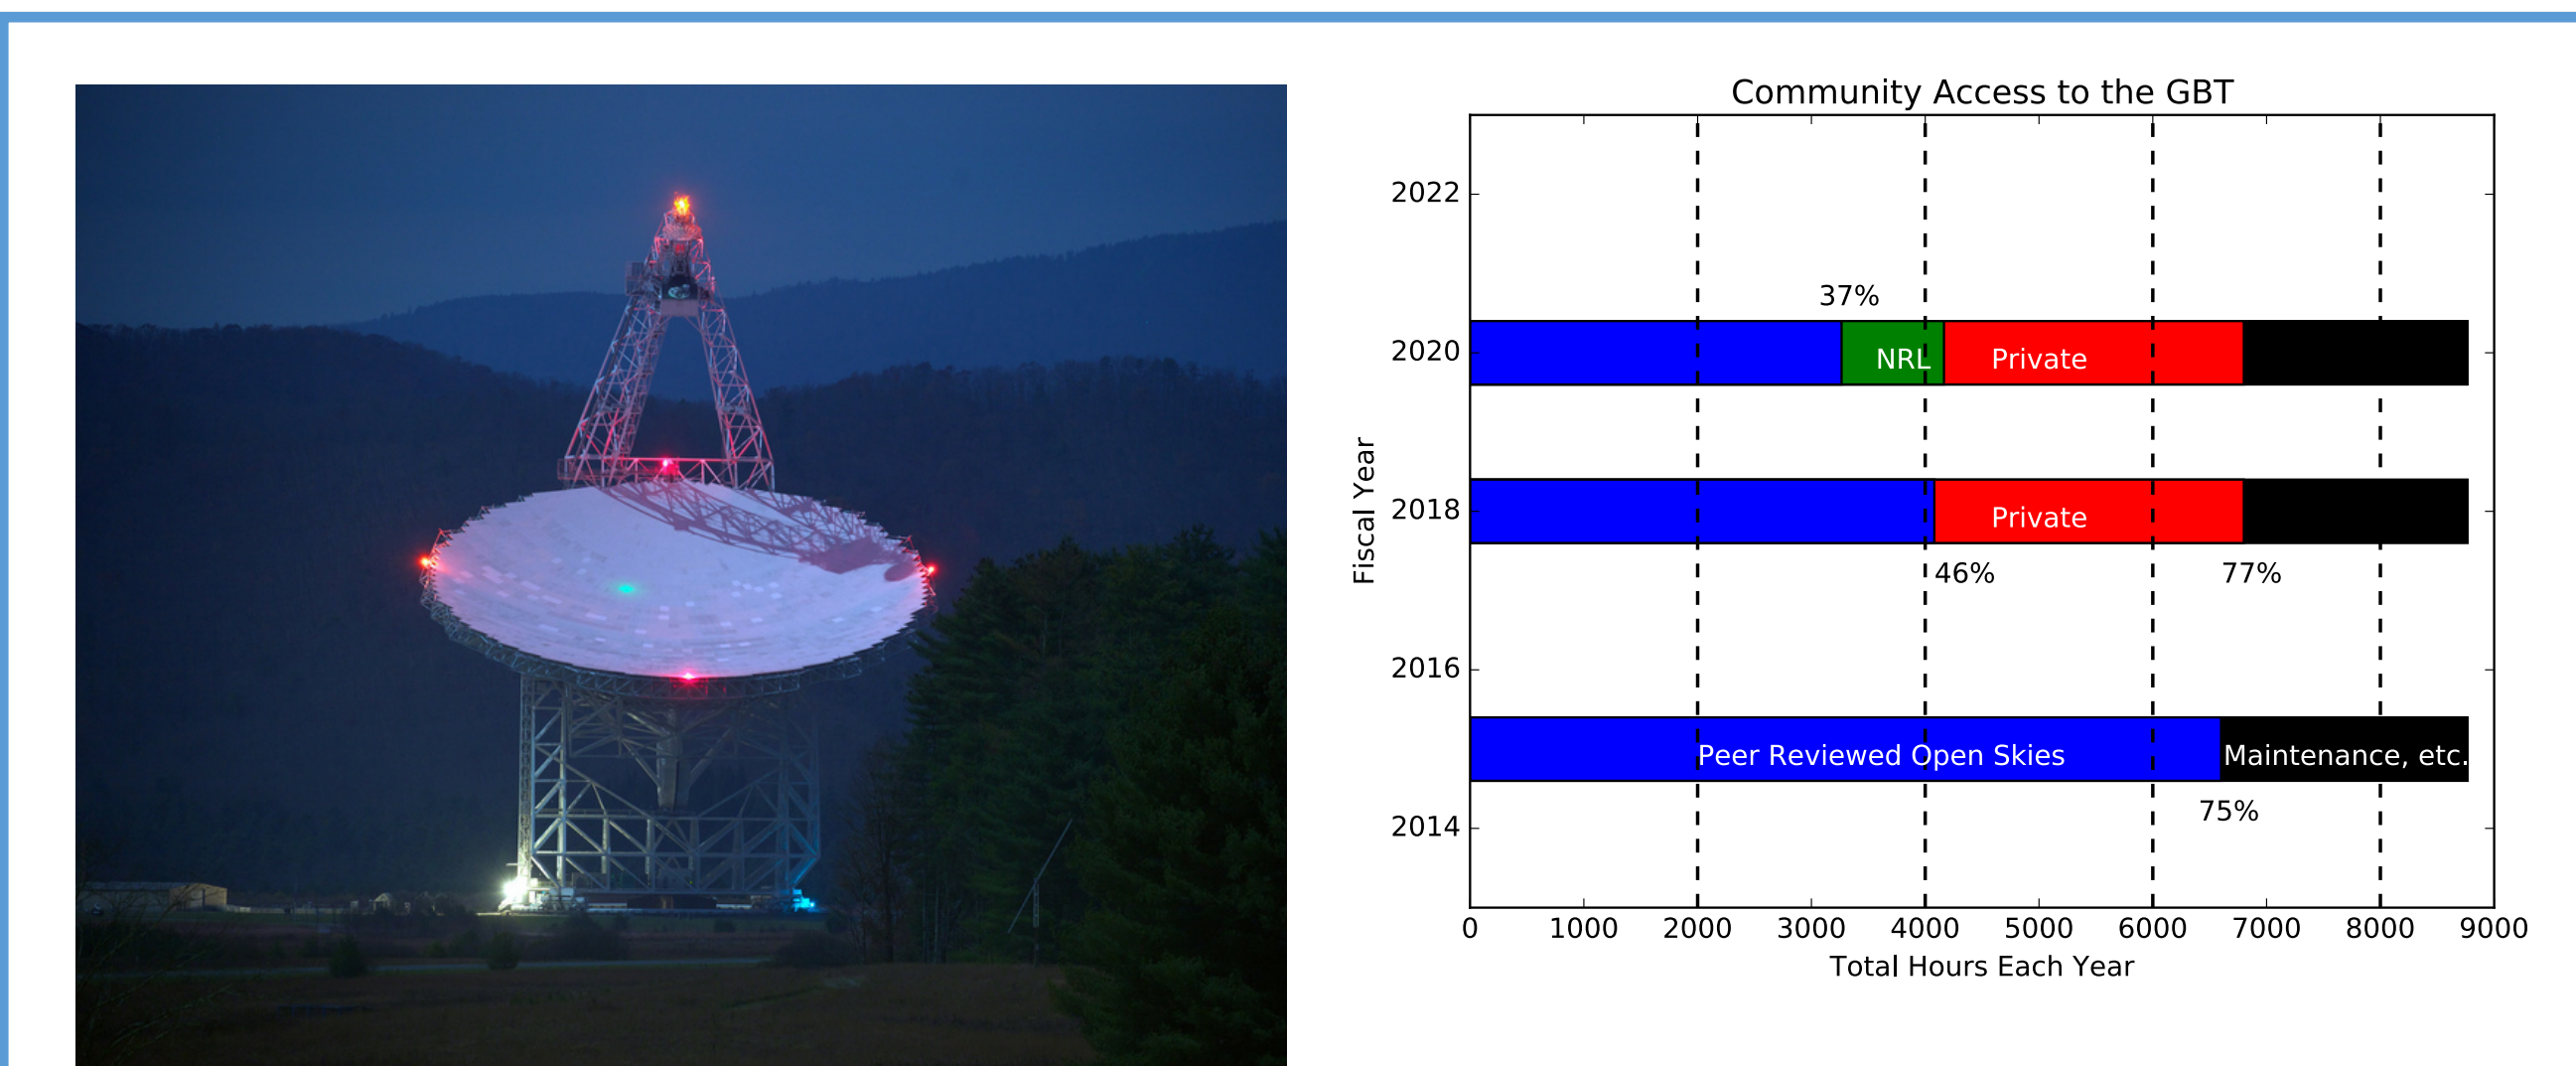 Community Access to the GBT
2022
37%
2020
NRL
Private
Fiscal Year
2018
Private
46%
77%
2016
Peer Reviewed Open Skies
Maintenance, etc.
75%
2014
0 1000 2000 3000 4000 5000 6000 7000 8000 9000
Total Hours Each Year